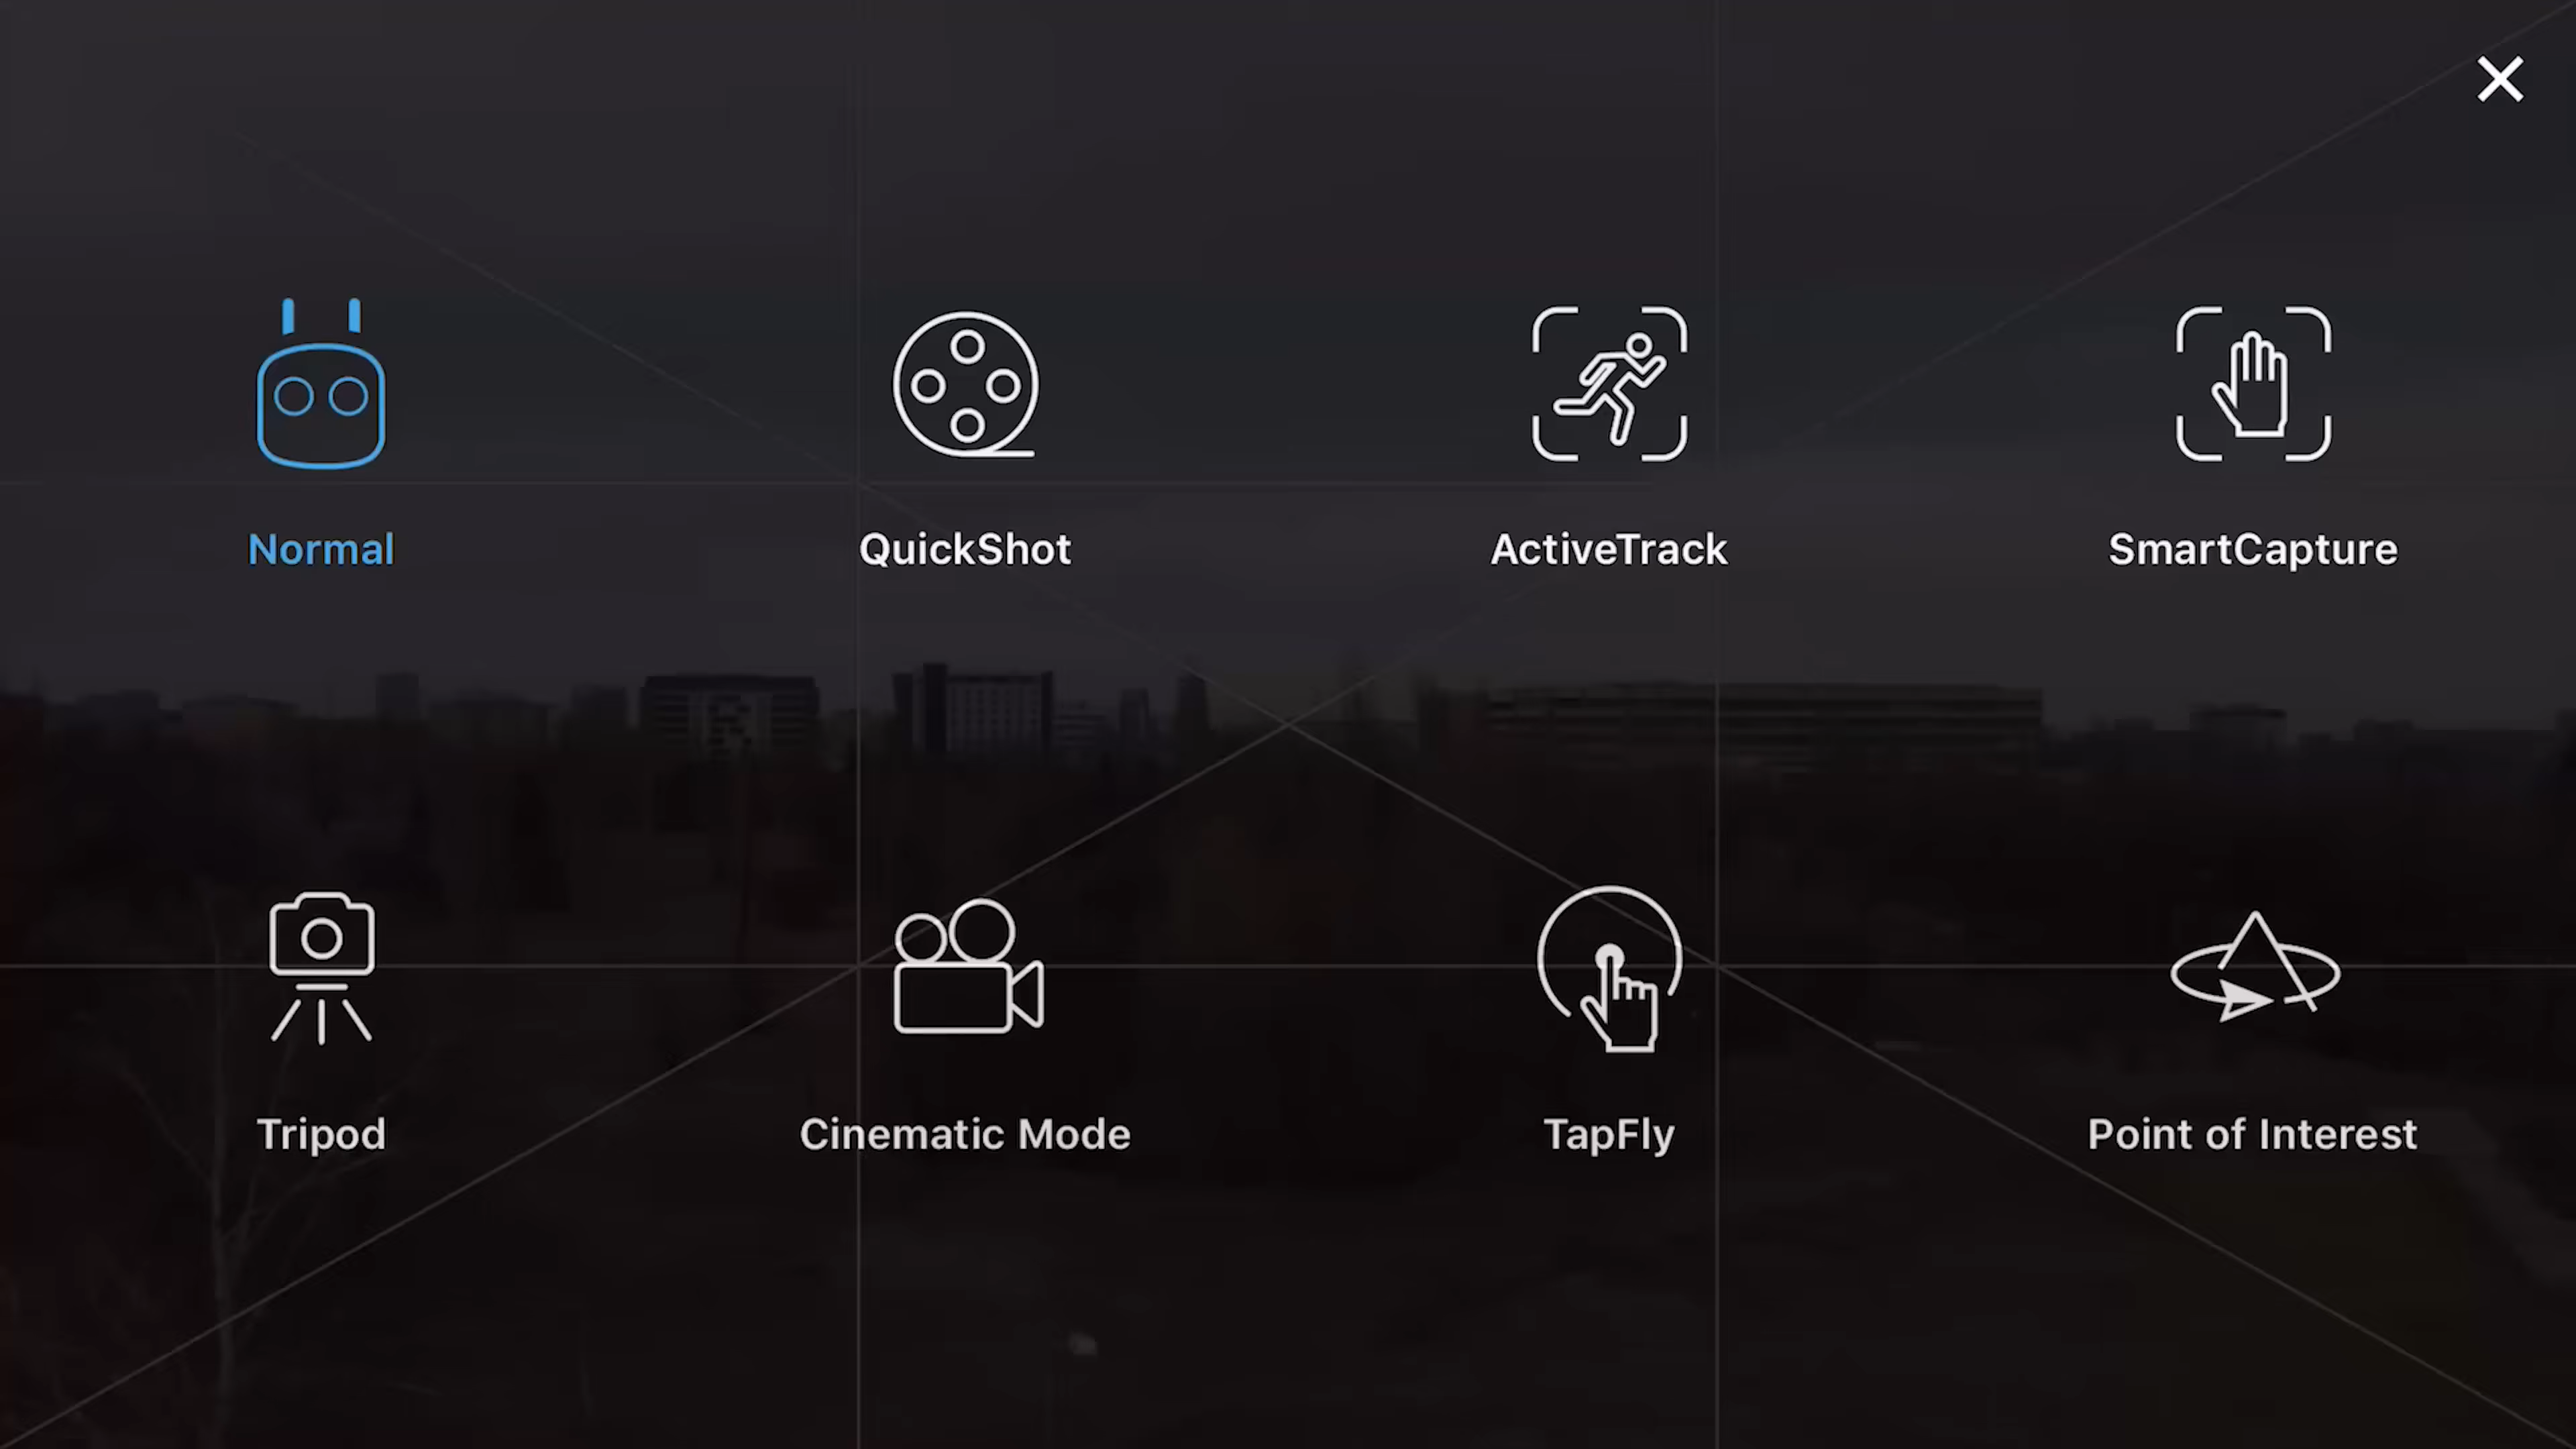 Normal
QuickShot
ActiveTrack
SmartCapture
Tripod
Cinematic Mode
TapFly
Point of Interest